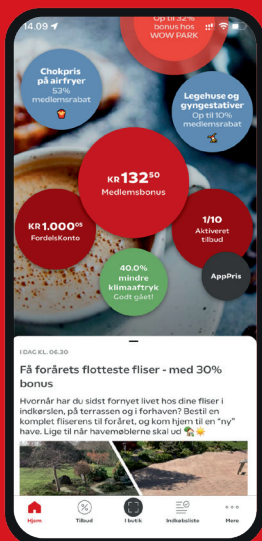 14.09
Op til 32%
bonus hos
WOW PARK
Chokpris
på airfryer
53%
medlemsrabat
Legehuse og
gyngestativer
Op til 10%
medlemsrabat
KR 132⁵⁰
Medlemsbonus
KR 1.000⁰⁵
FordelsKonto
1/10
Aktiveret
tilbud
40.0%
mindre
klimaaftryk
Godt gået!
AppPris
I DAG KL. 06.30
Få forårets flotteste fliser - med 30%
bonus
Hvornår har du sidst fornyet livet hos dine fliser i
indkørslen, på terrassen og i forhaven? Bestil en
komplet fliserens til foråret, og kom hjem til en "ny"
have. Lige til når havemøblerne skal ud 🏡☀️
Hjem
Tilbud
I butik
Indkøbsliste
Mere